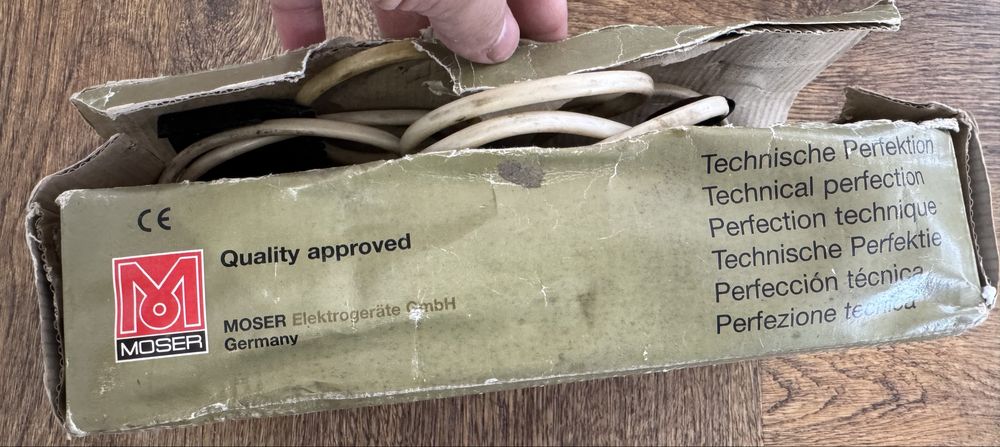 CE
Quality approved
MOSER
MOSER Elektrogeräte GmbH
Germany
Technische Perfektion
Technical perfection
Perfection technique
Technische Perfektie
Perfección técnica
Perfezione tecnica